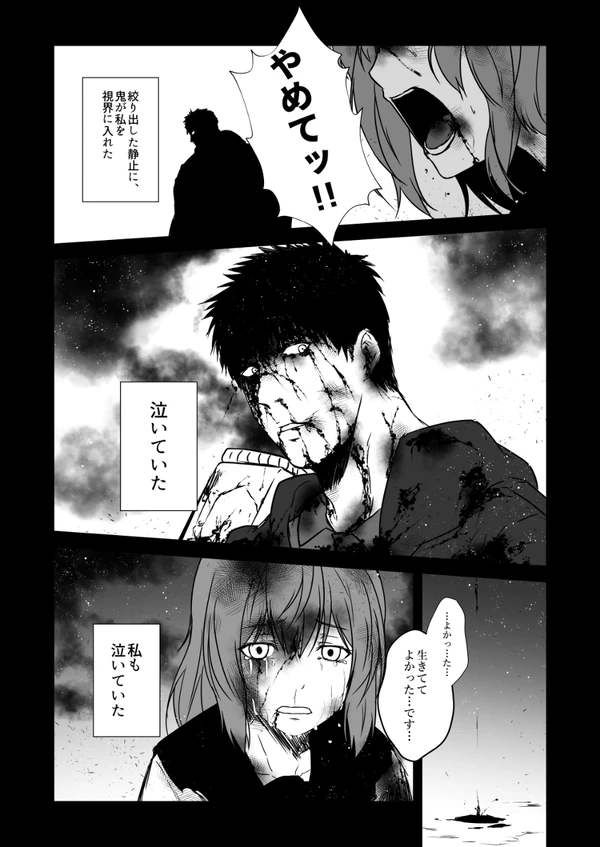 やめてッ!!
絞り出した静止に、
鬼が私を
視界に入れた
泣いていた
…よかっ…た…
生きてて
よかった…です…
私も
泣いていた